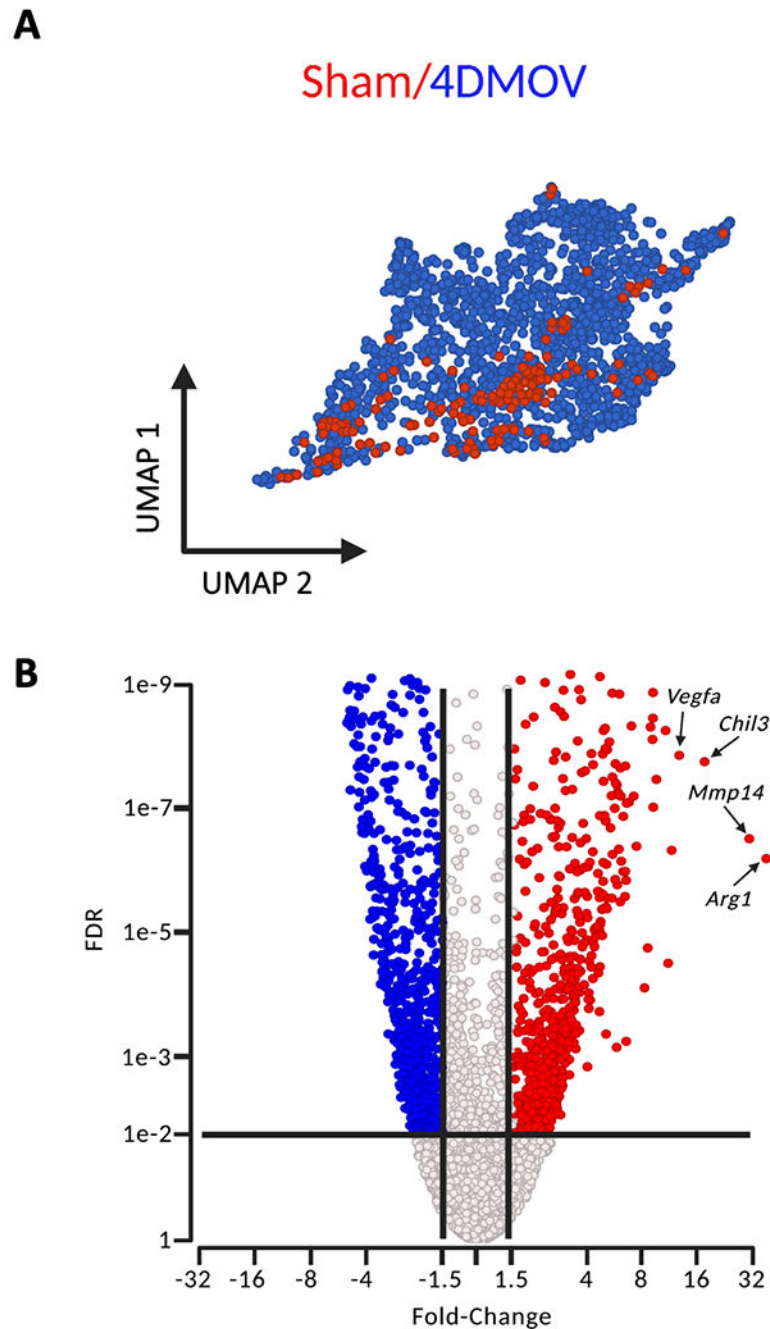 A
Sham/4DMOV
UMAP 1
UMAP 2
B
1e-9
1e-7
1e-5
1e-3
1e-2
1
FDR
Vegfa
Chil3
Mmp14
Arg1
-32 -16 -8 -4 -1.5 1.5 4 8 16 32
Fold-Change